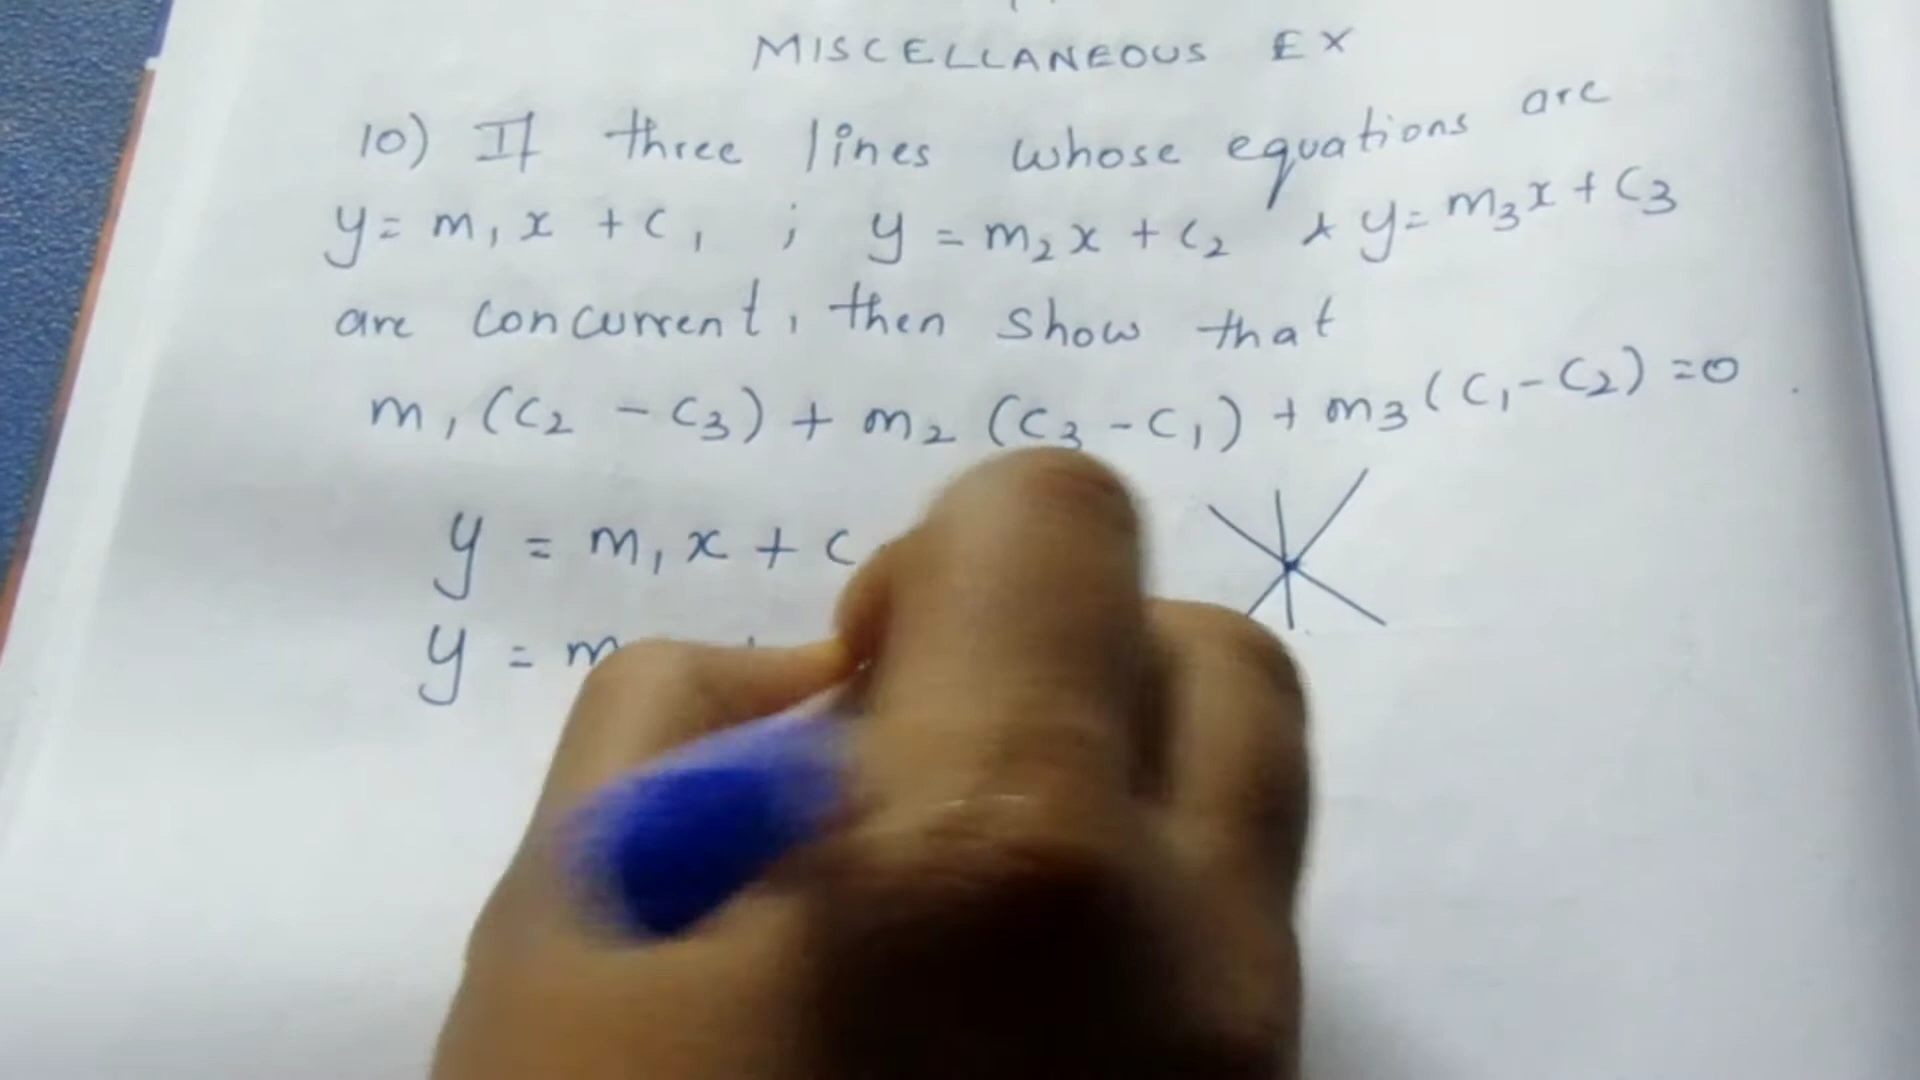 MISCELLANEOUS EX
10) If three lines whose equations are
y = m₁x + c₁ ; y = m₂x + c₂ & y = m₃x + c₃
are concurrent, then show that
m₁(c₂ - c₃) + m₂(c₃ - c₁) + m₃(c₁ - c₂) = 0
y = m₁x + c
y = m